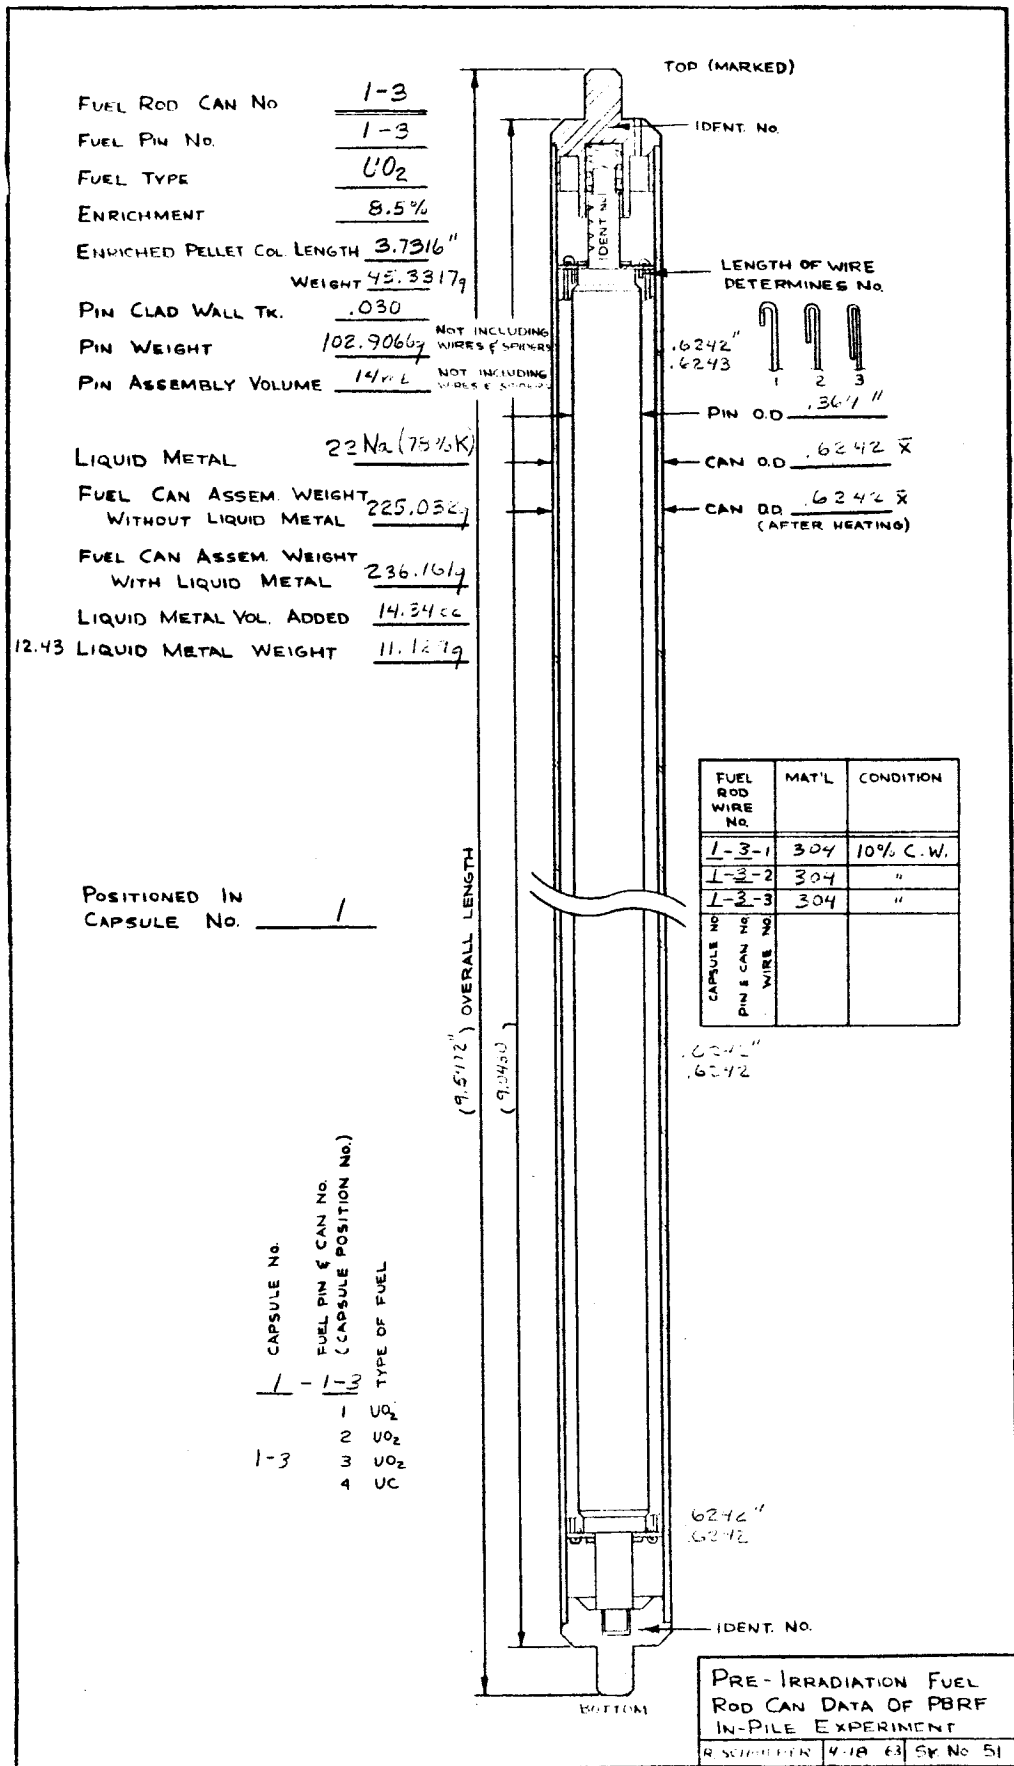 TOP (MARKED)
FUEL ROD CAN NO 1-3
FUEL PIN NO. 1-3
FUEL TYPE UO2
ENRICHMENT 8.5%
ENRICHED PELLET COL. LENGTH 3.7316"
WEIGHT 45.3317g
PIN CLAD WALL TK. .030
PIN WEIGHT 102.9066g NOT INCLUDING WIRES & SPIDERS
PIN ASSEMBLY VOLUME NOT INCLUDING WIRES & SPIDERS
LIQUID METAL 22 Na (78%K)
FUEL CAN ASSEM. WEIGHT
WITHOUT LIQUID METAL 225.032g
FUEL CAN ASSEM. WEIGHT
WITH LIQUID METAL 236.161g
LIQUID METAL VOL. ADDED 14.34cc
12.43 LIQUID METAL WEIGHT 11.129g
IDENT. NO.
IDENT NO
LENGTH OF WIRE
DETERMINES NO.
1 2 3
.6242"
.6243
PIN O.D .364"
CAN O.D .6242 X̄
CAN O.D. .6242 X̄
(AFTER HEATING)
FUEL ROD WIRE NO. MAT'L CONDITION
1-3-1 304 10% C.W.
1-3-2 304 "
1-3-3 304 "
CAPSULE NO
PIN & CAN NO.
WIRE NO.
POSITIONED IN
CAPSULE NO. 1
OVERALL LENGTH
.6242"
.6242
CAPSULE NO.
FUEL PIN & CAN NO.
(CAPSULE POSITION NO.)
TYPE OF FUEL
1 - 1-3
1 UO2
2 UO2
1-3 3 UO2
4 UC
.6242"
.6242
IDENT. NO.
BOTTOM
PRE-IRRADIATION FUEL
ROD CAN DATA OF PBRF
IN-PILE EXPERIMENT
4-18 63 SK. NO 51